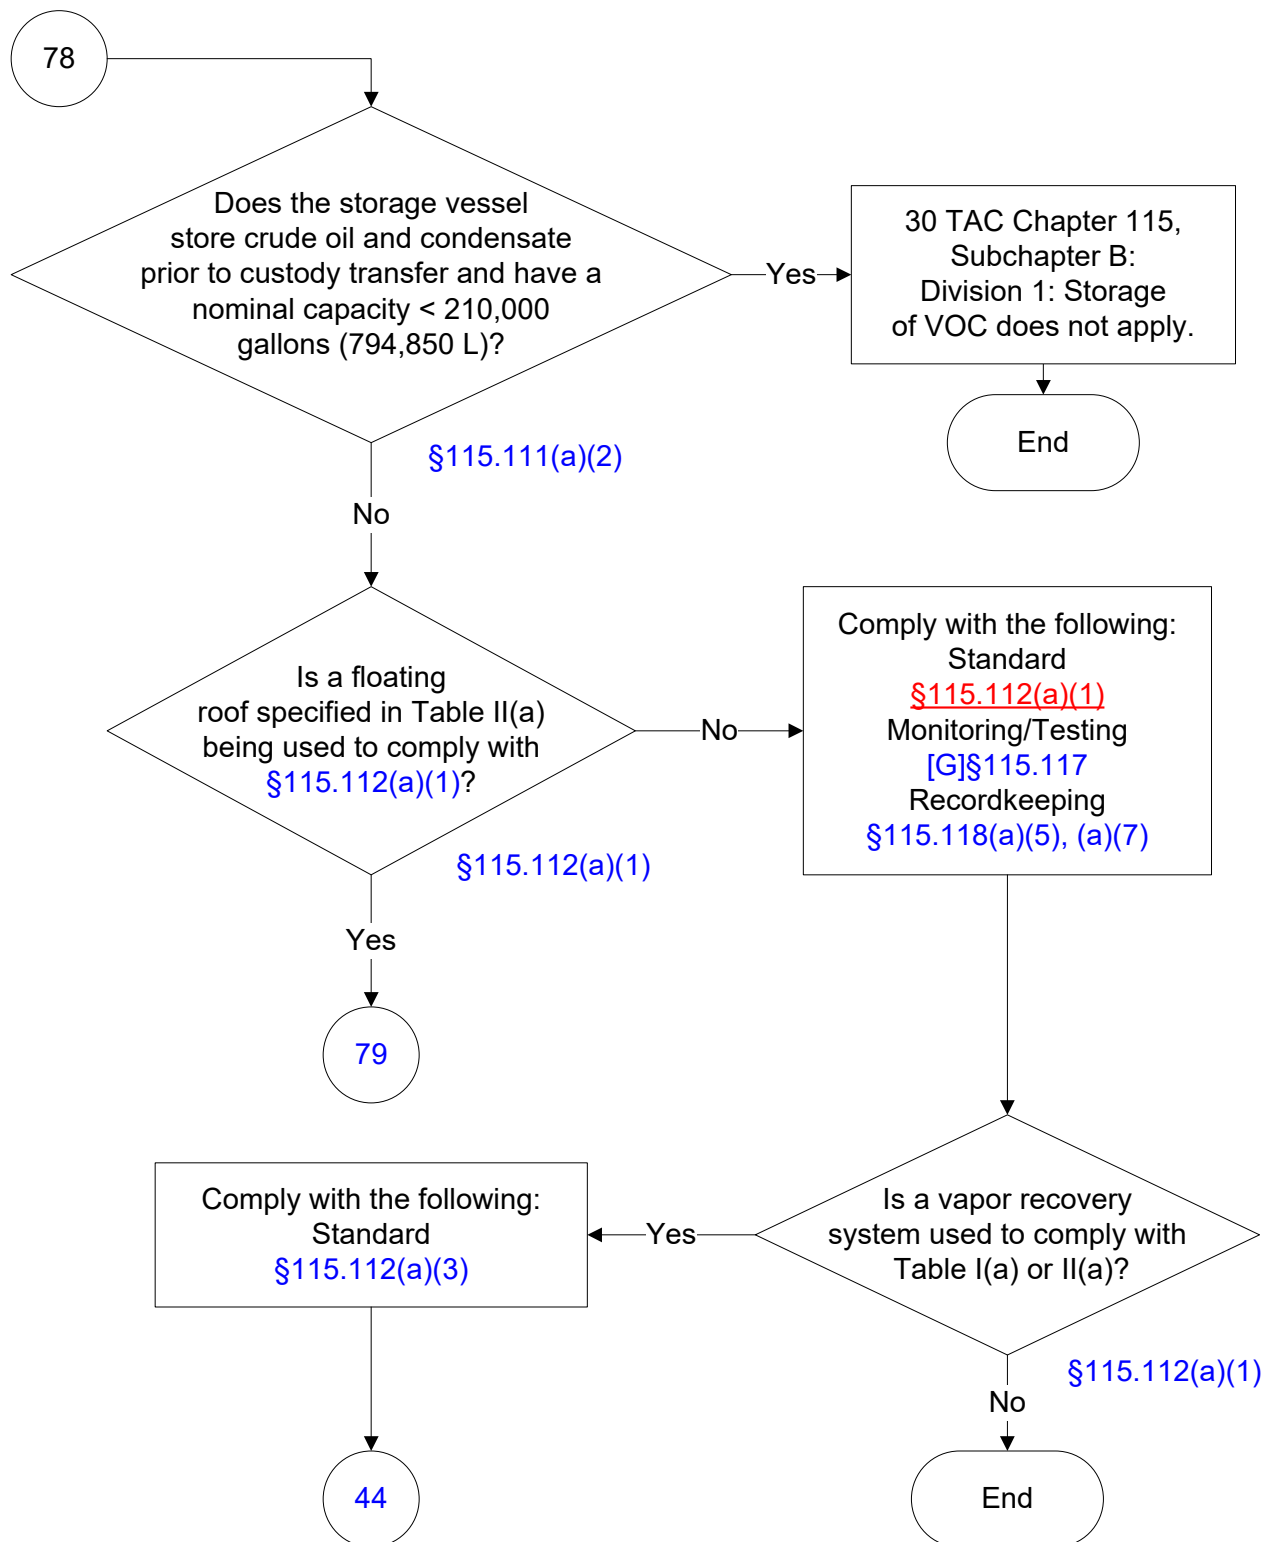 78
Does the storage vessel
store crude oil and condensate
prior to custody transfer and have a
nominal capacity < 210,000
gallons (794,850 L)?
Yes
30 TAC Chapter 115,
Subchapter B:
Division 1: Storage
of VOC does not apply.
End
§115.111(a)(2)
No
Is a floating
roof specified in Table II(a)
being used to comply with
§115.112(a)(1)?
No
Comply with the following:
Standard
§115.112(a)(1)
Monitoring/Testing
[G]§115.117
Recordkeeping
§115.118(a)(5), (a)(7)
§115.112(a)(1)
Yes
79
Is a vapor recovery
system used to comply with
Table I(a) or II(a)?
Yes
Comply with the following:
Standard
§115.112(a)(3)
§115.112(a)(1)
No
44
End